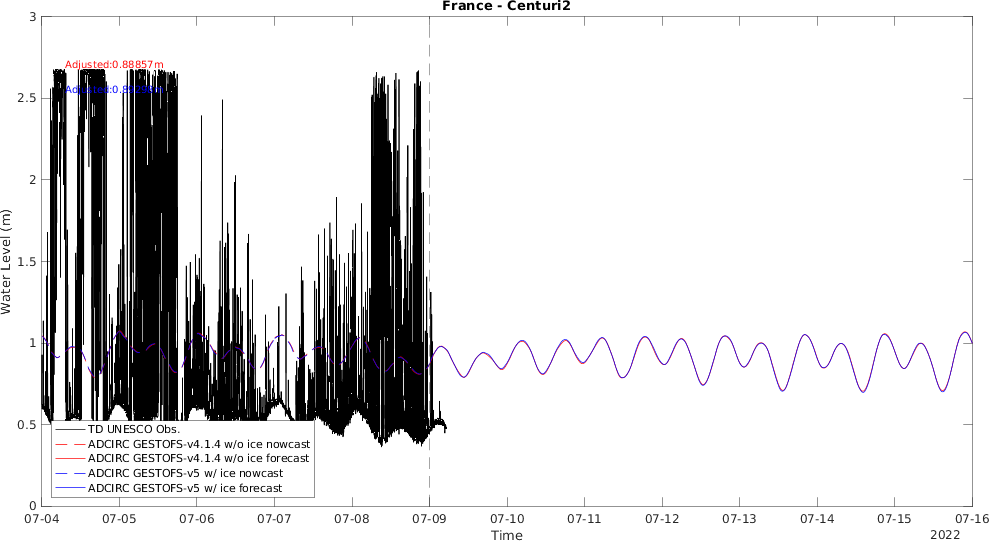 France - Centuri2
Water Level (m)
3
2.5
2
1.5
1
0.5
0
Adjusted:0.88857m
TD UNESCO Obs.
ADCIRC GESTOFS-v4.1.4 w/o ice nowcast
ADCIRC GESTOFS-v4.1.4 w/o ice forecast
ADCIRC GESTOFS-v5 w/ ice nowcast
ADCIRC GESTOFS-v5 w/ ice forecast
07-04 07-05 07-06 07-07 07-08 07-09 07-10 07-11 07-12 07-13 07-14 07-15 07-16
Time
2022